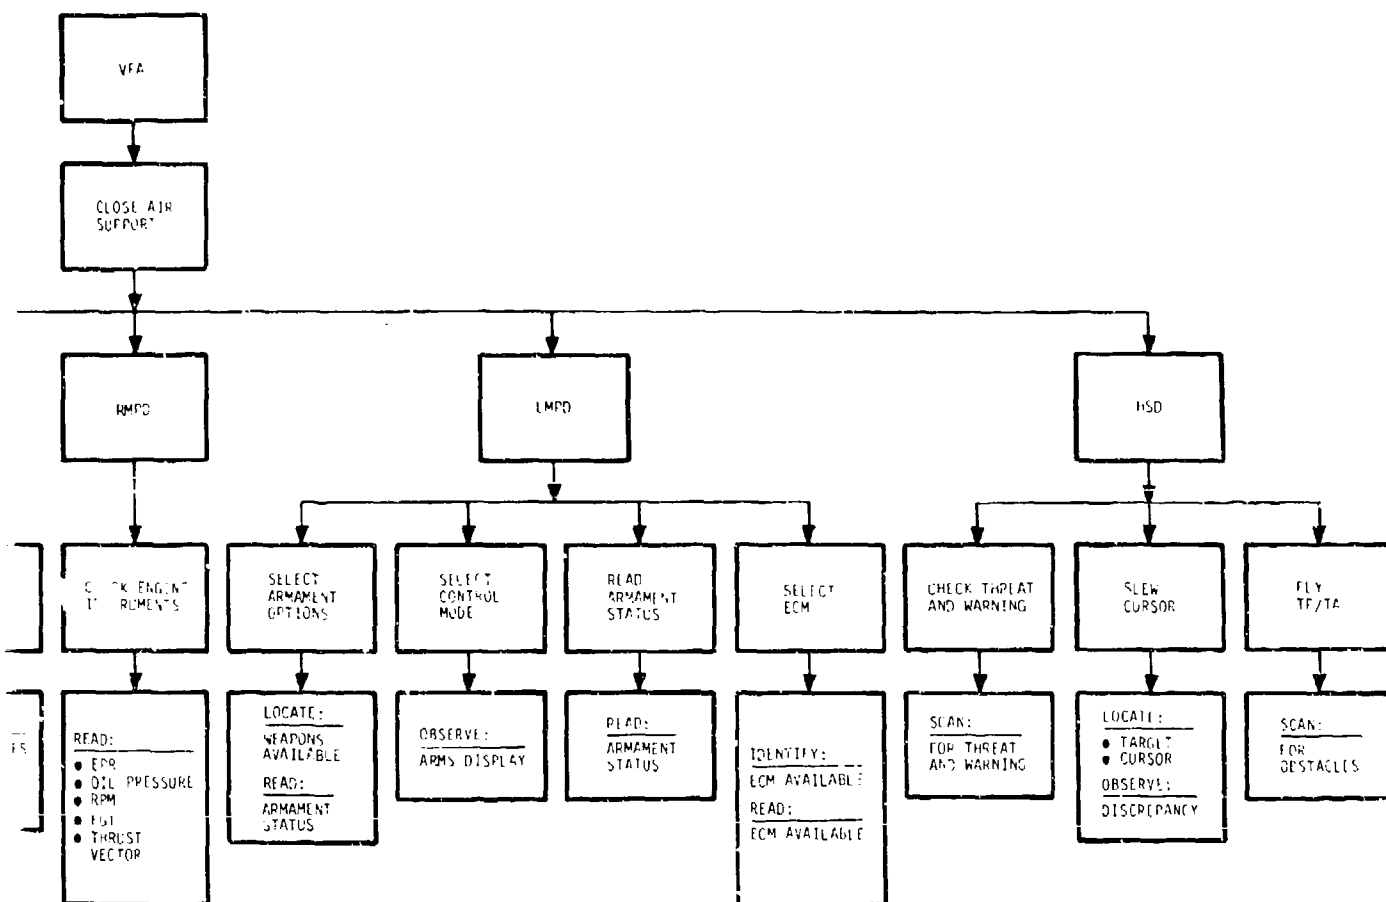 VFA
CLOSE AIR
SUPPORT
RMPD
LMPD
HSD
ENGINE
SELECT
ARMAMENT
OPTIONS
SELECT
CONTROL
MODE
READ
ARMAMENT
STATUS
SELECT
ECM
CHECK THREAT
AND WARNING
SLEW
CURSOR
FLY
TF/TA
ES
READ:
● EPR
● OIL PRESSURE
● RPM
● EGT
● THRUST
VECTOR
LOCATE:
WEAPONS
AVAILABLE
READ:
ARMAMENT
STATUS
OBSERVE:
ARMS DISPLAY
READ:
ARMAMENT
STATUS
IDENTIFY:
ECM AVAILABLE
READ:
ECM AVAILABLE
SCAN:
FOR THREAT
AND WARNING
LOCATE:
● TARGET
● CURSOR
OBSERVE:
DISCREPANCY
SCAN:
FOR
OBSTACLES